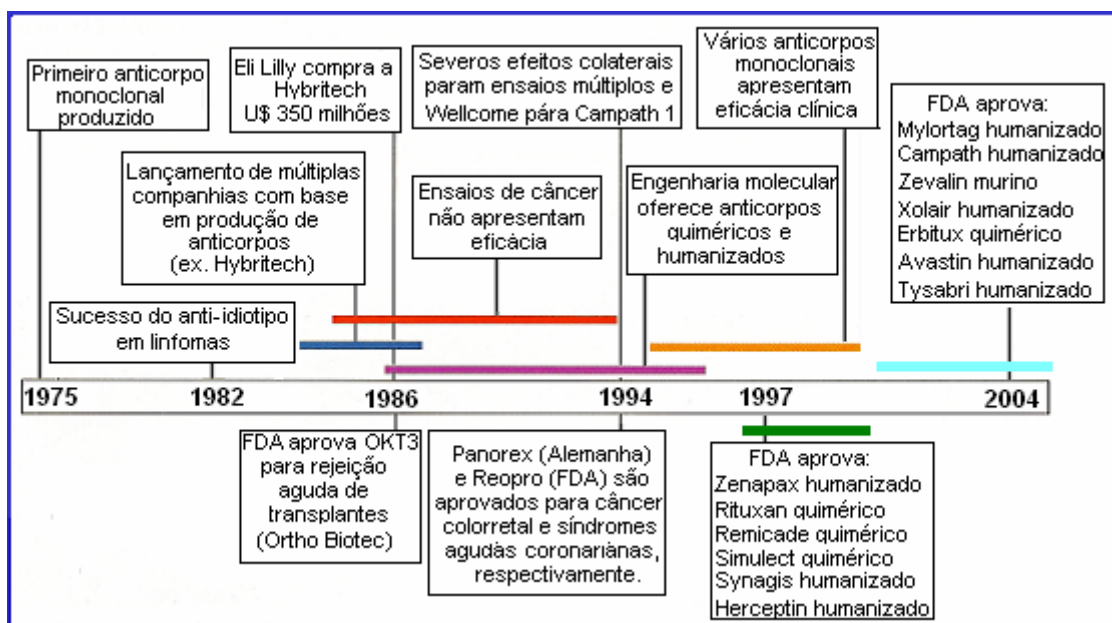 Primeiro anticorpo
monoclonal
produzido
Eli Lilly compra a
Hybritech
U$ 350 milhões
Severos efeitos colaterais
param ensaios múltiplos e
Wellcome pára Campath 1
Vários anticorpos
monoclonais
apresentam
eficácia clínica
FDA aprova:
Mylortag humanizado
Campath humanizado
Zevalin murino
Xolair humanizado
Erbitux quimérico
Avastin humanizado
Tysabri humanizado
Lançamento de múltiplas
companhias com base
em produção de
anticorpos
(ex. Hybritech)
Ensaios de câncer
não apresentam
eficácia
Engenharia molecular
oferece anticorpos
quiméricos e
humanizados
Sucesso do anti-idiotipo
em linfomas
1975
1982
1986
1994
1997
2004
FDA aprova OKT3
para rejeição
aguda de
transplantes
(Ortho Biotec)
Panorex (Alemanha)
e Reopro (FDA) são
aprovados para câncer
colorretal e síndromes
agudas coronarianas,
respectivamente.
FDA aprova:
Zenapax humanizado
Rituxan quimérico
Remicade quimérico
Simulect quimérico
Synagis humanizado
Herceptin humanizado